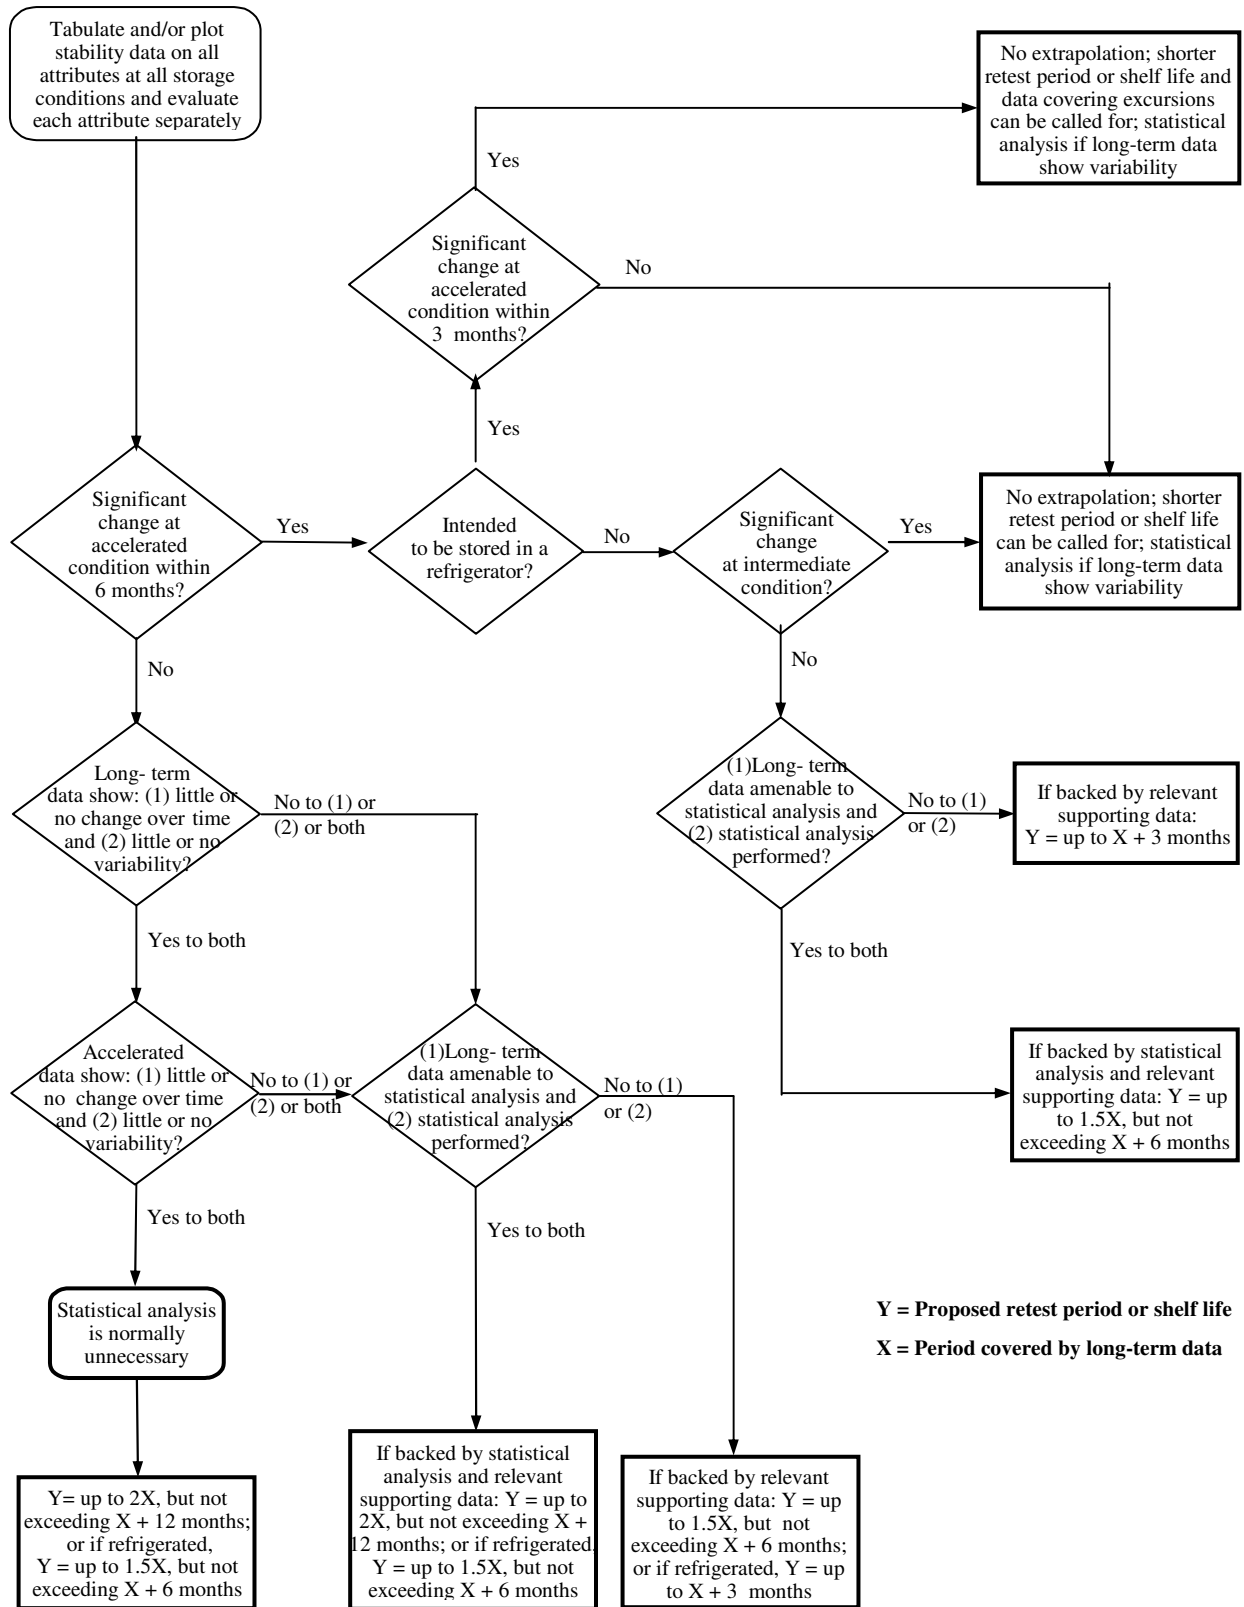 Tabulate and/or plot
stability data on all
attributes at all storage
conditions and evaluate
each attribute separately
No extrapolation; shorter
retest period or shelf life and
data covering excursions
can be called for; statistical
analysis if long-term data
show variability
Yes
Significant
change at
accelerated
condition within
3 months?
No
Yes
Significant
change at
accelerated
condition within
6 months?
Yes
Intended
to be stored in a
refrigerator?
No
Significant
change
at intermediate
condition?
Yes
No extrapolation; shorter
retest period or shelf life
can be called for; statistical
analysis if long-term data
show variability
No
No
Long- term
data show: (1) little or
no change over time
and (2) little or no
variability?
No to (1) or
(2) or both
(1)Long- term
data amenable to
statistical analysis and
(2) statistical analysis
performed?
No to (1)
or (2)
If backed by relevant
supporting data:
Y = up to X + 3 months
Yes to both
Yes to both
Accelerated
data show: (1) little or
no change over time
and (2) little or no
variability?
No to (1) or
(2) or both
(1)Long- term
data amenable to
statistical analysis and
(2) statistical analysis
performed?
No to (1)
or (2)
If backed by statistical
analysis and relevant
supporting data: Y = up
to 1.5X, but not
exceeding X + 6 months
Yes to both
Yes to both
Statistical analysis
is normally
unnecessary
Y = Proposed retest period or shelf life
X = Period covered by long-term data
Y= up to 2X, but not
exceeding X + 12 months;
or if refrigerated,
Y = up to 1.5X, but not
exceeding X + 6 months
If backed by statistical
analysis and relevant
supporting data: Y = up to
2X, but not exceeding X +
12 months; or if refrigerated,
Y = up to 1.5X, but not
exceeding X + 6 months
If backed by relevant
supporting data: Y = up
to 1.5X, but not
exceeding X + 6 months;
or if refrigerated, Y = up
to X + 3 months